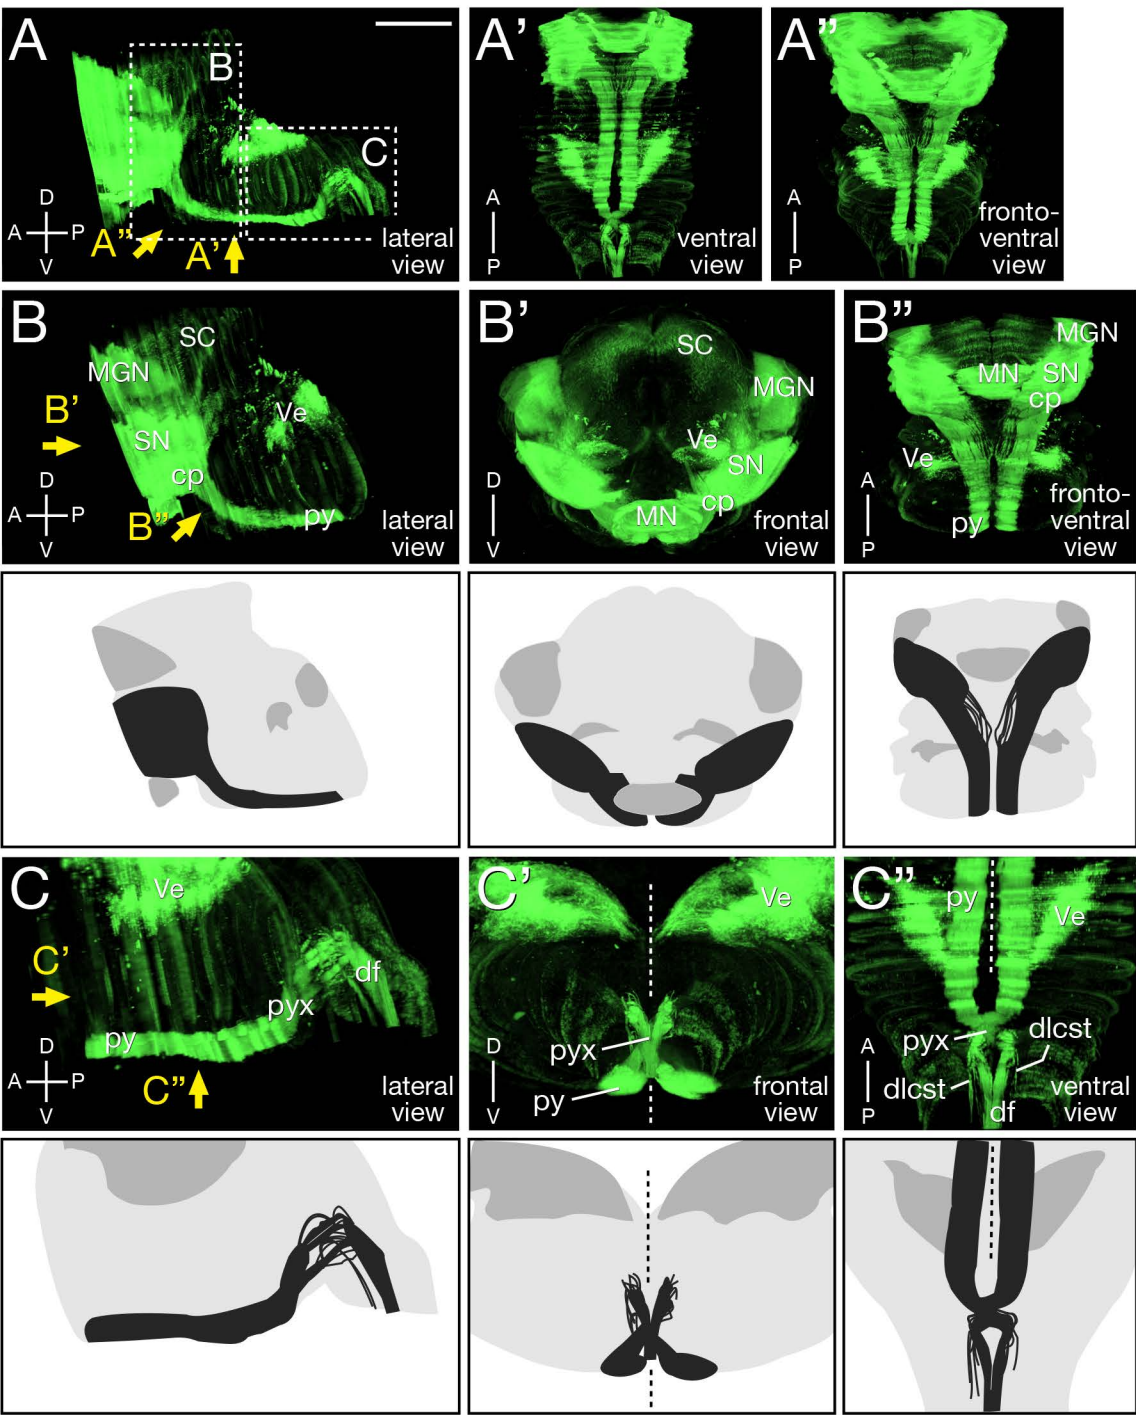 A
B
C
D
A
P
V
A”
A’
lateral
view
A’
A
P
ventral
view
A”
A
P
fronto-
ventral
view
B
SC
MGN
B’
Ve
SN
cp
D
A
P
V
B”
py
lateral
view
B’
SC
MGN
Ve
SN
cp
MN
D
V
frontal
view
B”
MGN
MN
SN
cp
Ve
A
P
py
fronto-
ventral
view
C
Ve
C’
df
pyx
py
D
A
P
V
C”
lateral
view
C’
Ve
pyx
py
D
V
frontal
view
C”
py
Ve
pyx
dlcst
dlcst
df
A
P
ventral
view